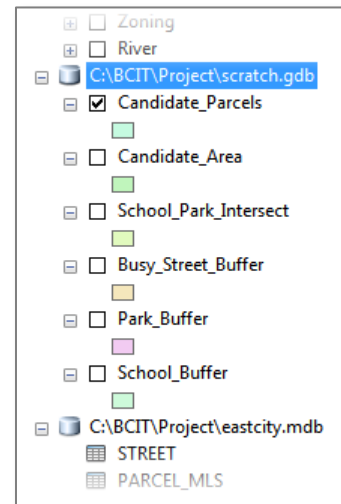 Zoning
River
C:\BCIT\Project\scratch.gdb
Candidate_Parcels
Candidate_Area
School_Park_Intersect
Busy_Street_Buffer
Park_Buffer
School_Buffer
C:\BCIT\Project\eastcity.mdb
STREET
PARCEL_MLS